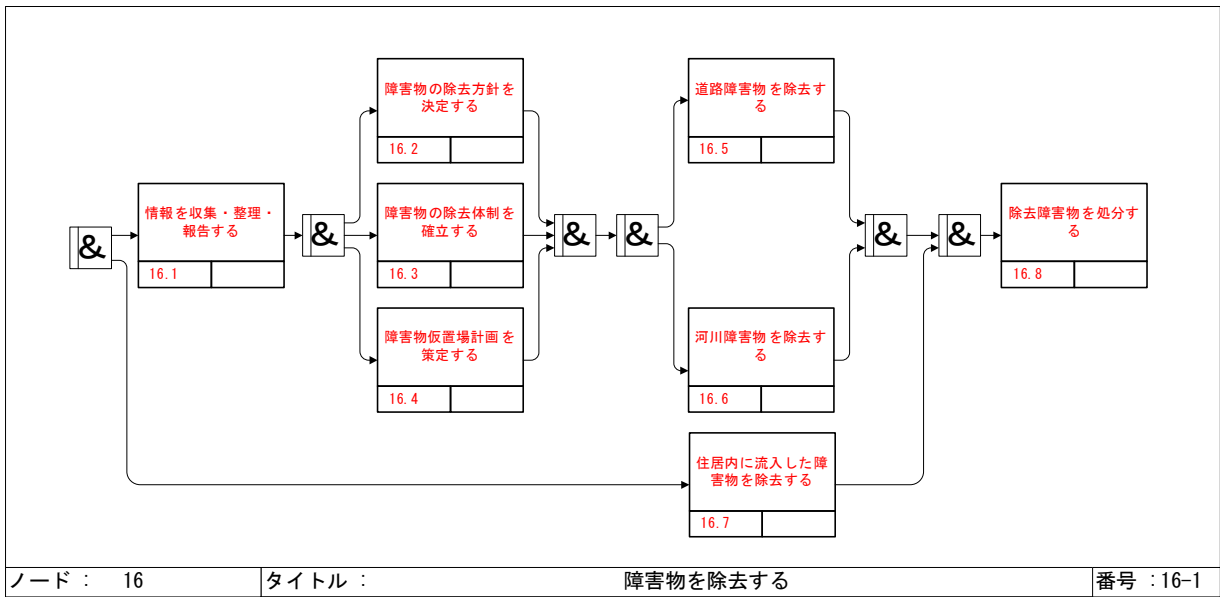 障害物の除去方針を
決定する
16.2
道路障害物を除去す
る
16.5
情報を収集・整理・
報告する
16.1
障害物の除去体制を
確立する
16.3
除去障害物を処分す
る
16.8
&
&
&
&
&
&
障害物仮置場計画を
策定する
16.4
河川障害物を除去す
る
16.6
住居内に流入した障
害物を除去する
16.7
ノード： 16
タイトル： 障害物を除去する
番号:16-1